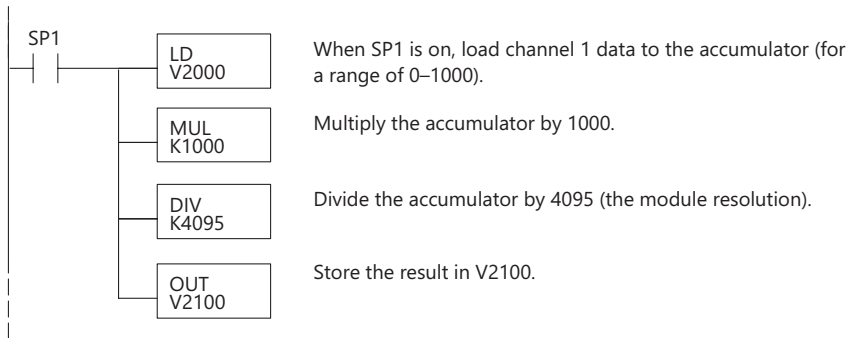 SP1
LD
V2000
When SP1 is on, load channel 1 data to the accumulator (for
a range of 0–1000).
MUL
K1000
Multiply the accumulator by 1000.
DIV
K4095
Divide the accumulator by 4095 (the module resolution).
OUT
V2100
Store the result in V2100.